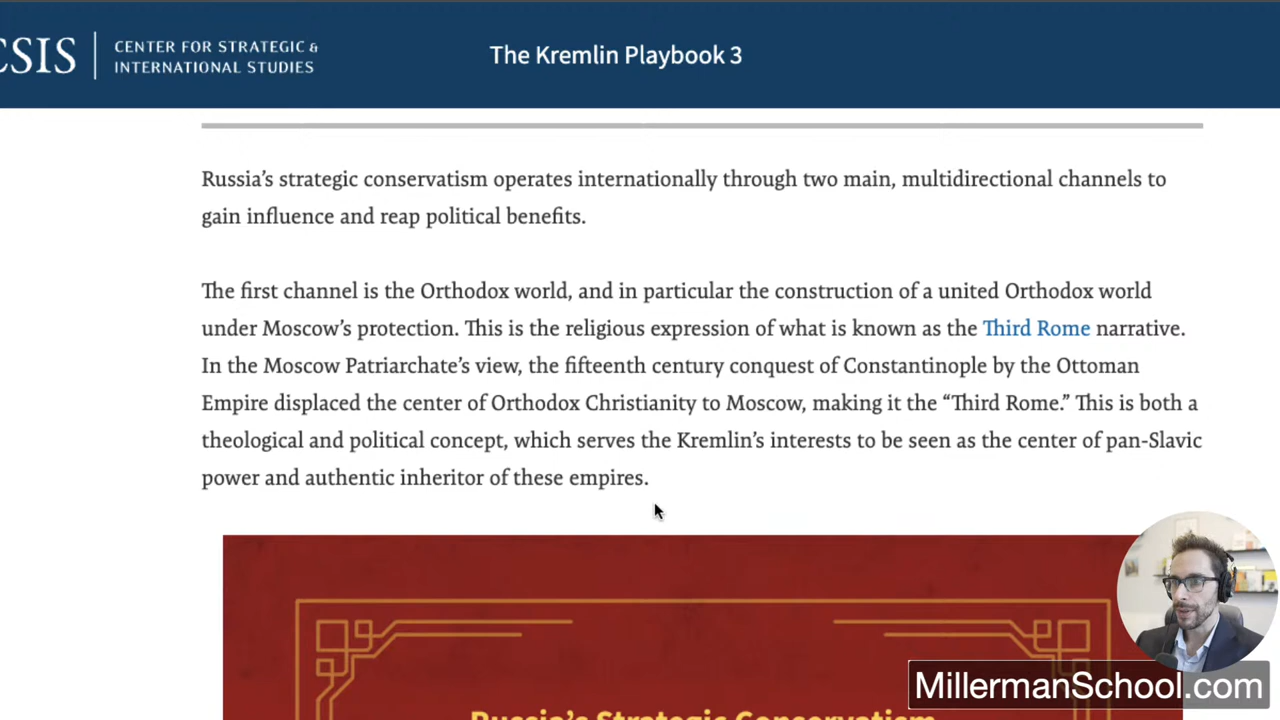 CSIS
CENTER FOR STRATEGIC &
INTERNATIONAL STUDIES
The Kremlin Playbook 3
Russia’s strategic conservatism operates internationally through two main, multidirectional channels to
gain influence and reap political benefits.
The first channel is the Orthodox world, and in particular the construction of a united Orthodox world
under Moscow’s protection. This is the religious expression of what is known as the Third Rome narrative.
In the Moscow Patriarchate’s view, the fifteenth century conquest of Constantinople by the Ottoman
Empire displaced the center of Orthodox Christianity to Moscow, making it the “Third Rome.” This is both a
theological and political concept, which serves the Kremlin’s interests to be seen as the center of pan-Slavic
power and authentic inheritor of these empires.
Russia’s Strategic Conservatism
MillermanSchool.com